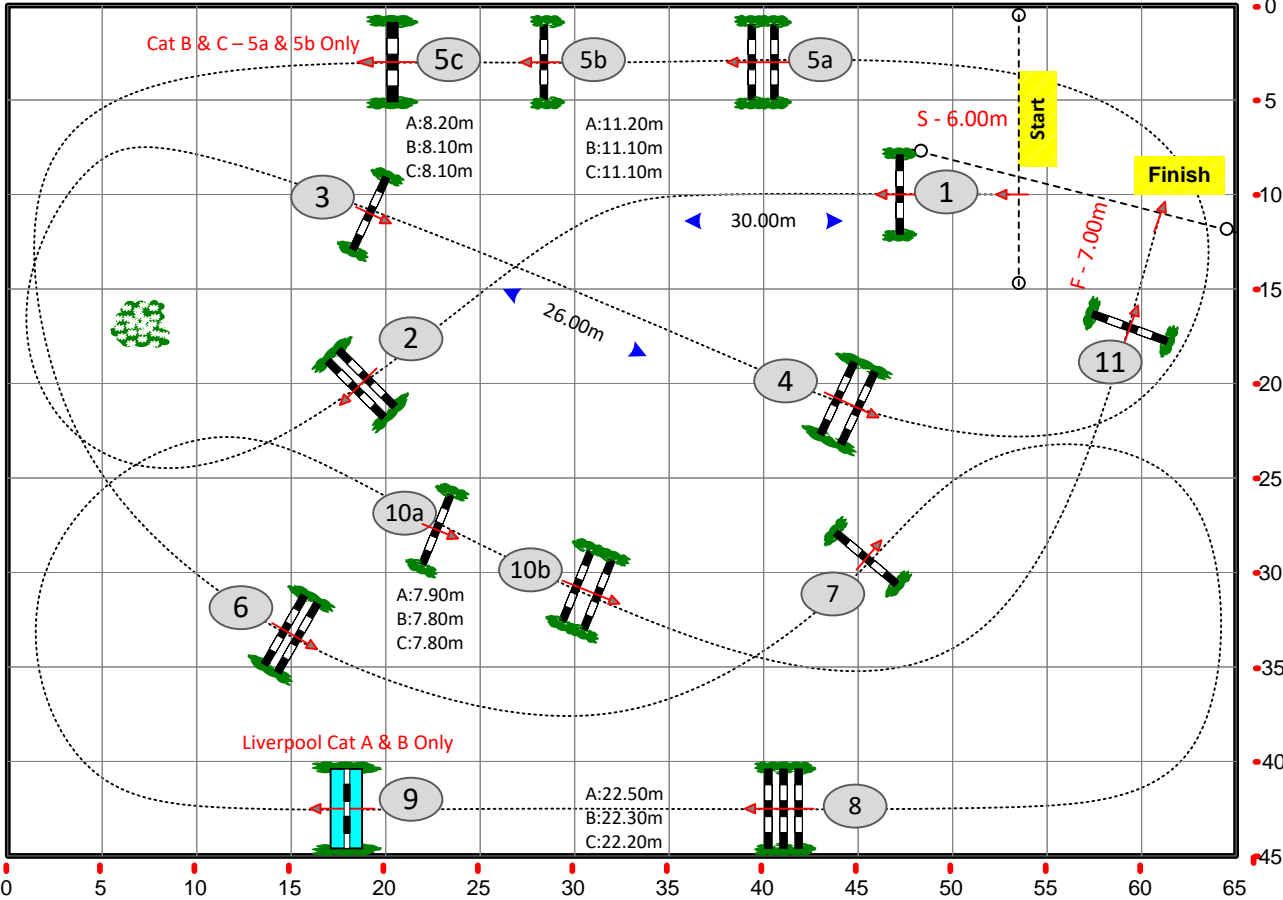 0
Cat B & C – 5a & 5b Only
5c
5b
5a
5
S - 6.00m
Start
A:8.20m
B:8.10m
C:8.10m
A:11.20m
B:11.10m
C:11.10m
Finish
3
1
10
30.00m
F - 7.00m
15
26.00m
2
4
11
20
25
10a
10b
30
A:7.90m
B:7.80m
C:7.80m
6
7
35
Liverpool Cat A & B Only
40
9
A:22.50m
B:22.30m
C:22.20m
8
45
0
5
10
15
20
25
30
35
40
45
50
55
60
65